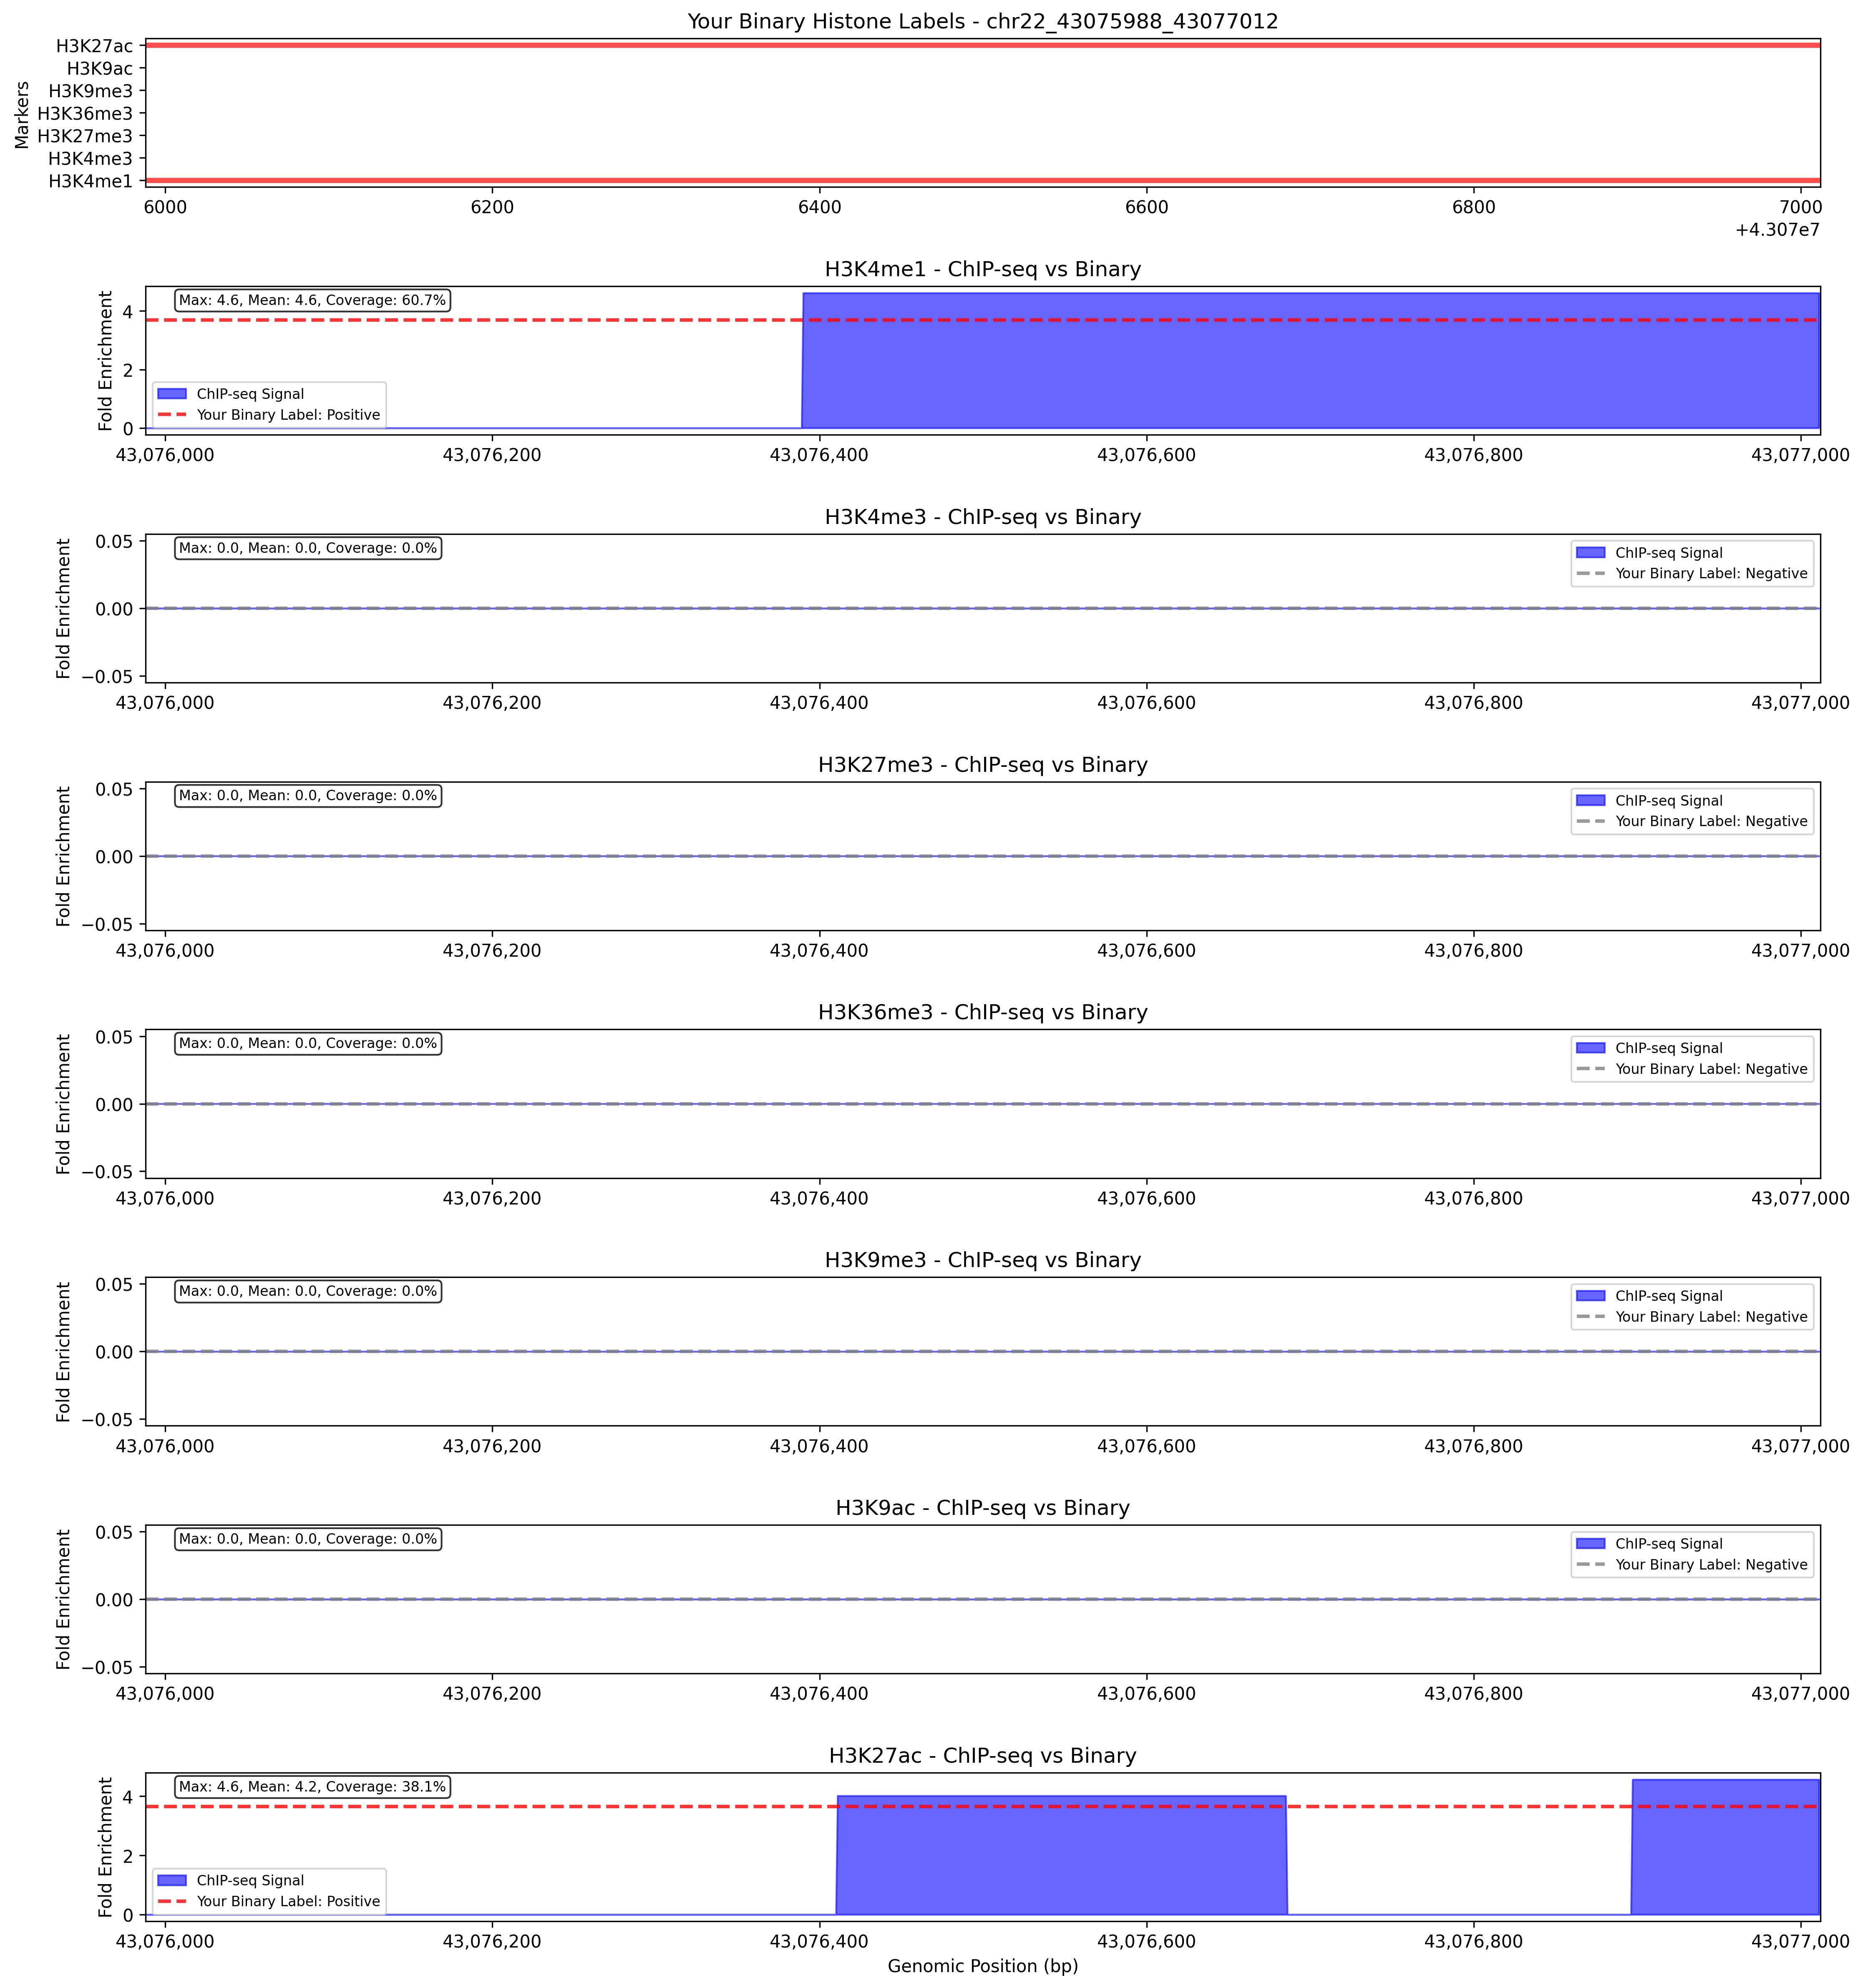 Your Binary Histone Labels - chr22_43075988_43077012
Markers
H3K27ac
H3K9ac
H3K9me3
H3K36me3
H3K27me3
H3K4me3
H3K4me1
6000 6200 6400 6600 6800 7000
+4.307e7
H3K4me1 - ChIP-seq vs Binary
Fold Enrichment
Max: 4.6, Mean: 4.6, Coverage: 60.7%
4
2
0
ChIP-seq Signal
Your Binary Label: Positive
43,076,000 43,076,200 43,076,400 43,076,600 43,076,800 43,077,000
H3K4me3 - ChIP-seq vs Binary
Fold Enrichment
Max: 0.0, Mean: 0.0, Coverage: 0.0%
0.05
0.00
−0.05
ChIP-seq Signal
Your Binary Label: Negative
43,076,000 43,076,200 43,076,400 43,076,600 43,076,800 43,077,000
H3K27me3 - ChIP-seq vs Binary
Fold Enrichment
Max: 0.0, Mean: 0.0, Coverage: 0.0%
0.05
0.00
−0.05
ChIP-seq Signal
Your Binary Label: Negative
43,076,000 43,076,200 43,076,400 43,076,600 43,076,800 43,077,000
H3K36me3 - ChIP-seq vs Binary
Fold Enrichment
Max: 0.0, Mean: 0.0, Coverage: 0.0%
0.05
0.00
−0.05
ChIP-seq Signal
Your Binary Label: Negative
43,076,000 43,076,200 43,076,400 43,076,600 43,076,800 43,077,000
H3K9me3 - ChIP-seq vs Binary
Fold Enrichment
Max: 0.0, Mean: 0.0, Coverage: 0.0%
0.05
0.00
−0.05
ChIP-seq Signal
Your Binary Label: Negative
43,076,000 43,076,200 43,076,400 43,076,600 43,076,800 43,077,000
H3K9ac - ChIP-seq vs Binary
Fold Enrichment
Max: 0.0, Mean: 0.0, Coverage: 0.0%
0.05
0.00
−0.05
ChIP-seq Signal
Your Binary Label: Negative
43,076,000 43,076,200 43,076,400 43,076,600 43,076,800 43,077,000
H3K27ac - ChIP-seq vs Binary
Fold Enrichment
Max: 4.6, Mean: 4.2, Coverage: 38.1%
4
2
0
ChIP-seq Signal
Your Binary Label: Positive
43,076,000 43,076,200 43,076,400 43,076,600 43,076,800 43,077,000
Genomic Position (bp)